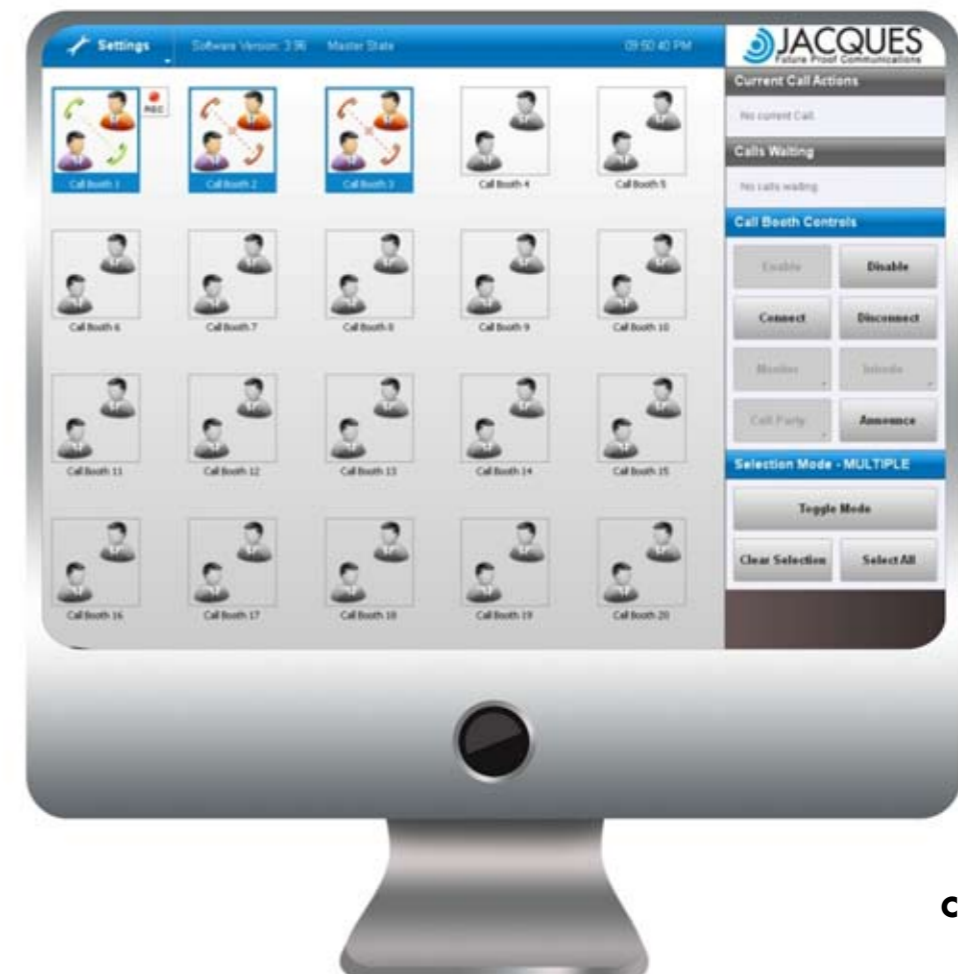 Settings
Software Version: 3.96 Master State 09:50:40 PM
JACQUES
Future Proof Communications
REC
Call Booth 1 Call Booth 2 Call Booth 3 Call Booth 4 Call Booth 5
Call Booth 6 Call Booth 7 Call Booth 8 Call Booth 9 Call Booth 10
Call Booth 11 Call Booth 12 Call Booth 13 Call Booth 14 Call Booth 15
Call Booth 16 Call Booth 17 Call Booth 18 Call Booth 19 Call Booth 20
Current Call Actions
No current Call.
Calls Waiting
No calls waiting.
Call Booth Controls
Enable Disable
Connect Disconnect
Monitor Intrude
Call Party Announce
Selection Mode - MULTIPLE
Toggle Mode
Clear Selection Select All
c